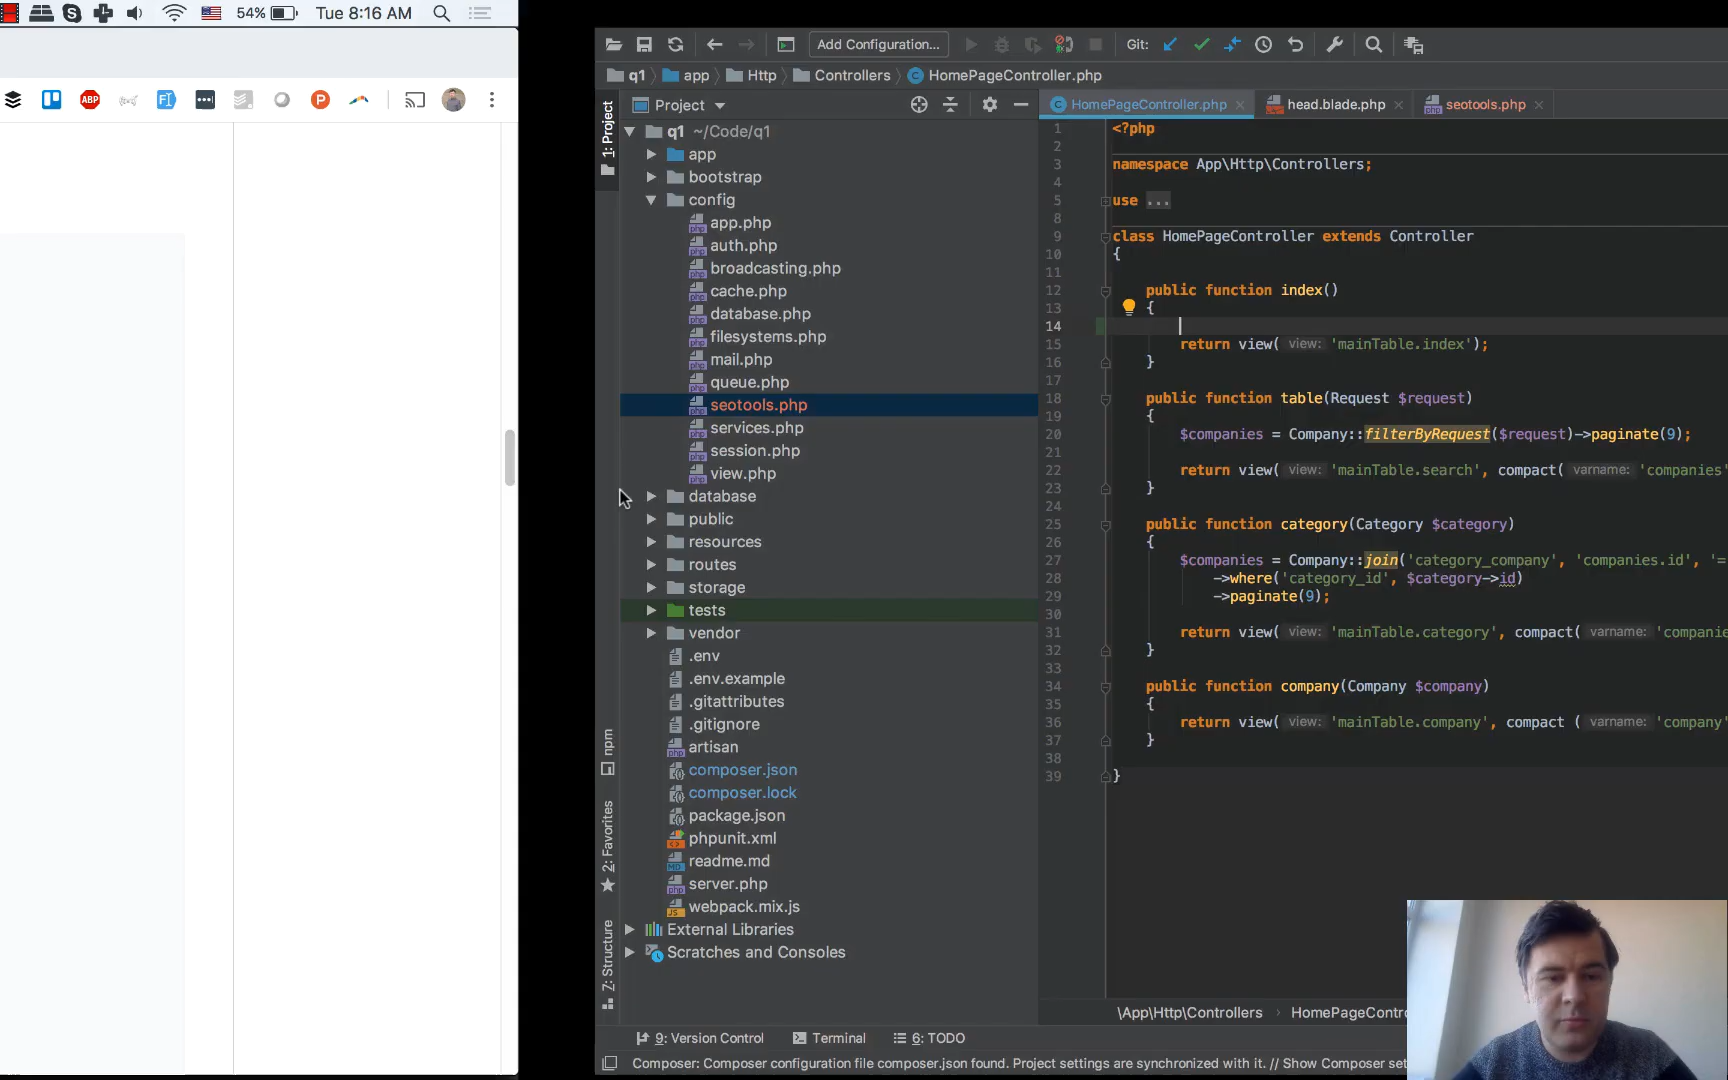 54% Tue 8:16 AM
Add Configuration... Git:
q1 app Http Controllers HomePageController.php
ABP P
1: Project
Project
HomePageController.php head.blade.php seotools.php
q1 ~/Code/q1
app
bootstrap
config
app.php
auth.php
broadcasting.php
cache.php
database.php
filesystems.php
mail.php
queue.php
seotools.php
services.php
session.php
view.php
database
public
resources
routes
storage
tests
vendor
.env
.env.example
.gitattributes
.gitignore
artisan
composer.json
composer.lock
package.json
phpunit.xml
readme.md
server.php
webpack.mix.js
External Libraries
Scratches and Consoles
npm
2: Favorites
7: Structure
1 <?php
2
3 namespace App\Http\Controllers;
4
5 use ...
8
9 class HomePageController extends Controller
10 {
11
12 public function index()
13 {
14
15 return view( view: 'mainTable.index');
16 }
17
18 public function table(Request $request)
19 {
20 $companies = Company::filterByRequest($request)->paginate(9);
21
22 return view( view: 'mainTable.search', compact( varname: 'companies'
23 }
24
25 public function category(Category $category)
26 {
27 $companies = Company::join('category_company', 'companies.id', '=
28 ->where('category_id', $category->id)
29 ->paginate(9);
30
31 return view( view: 'mainTable.category', compact( varname: 'companie
32 }
33
34 public function company(Company $company)
35 {
36 return view( view: 'mainTable.company', compact ( varname: 'company'
37 }
38
39 }
\App\Http\Controllers HomePageContro
9: Version Control Terminal 6: TODO
Composer: Composer configuration file composer.json found. Project settings are synchronized with it. // Show Composer set